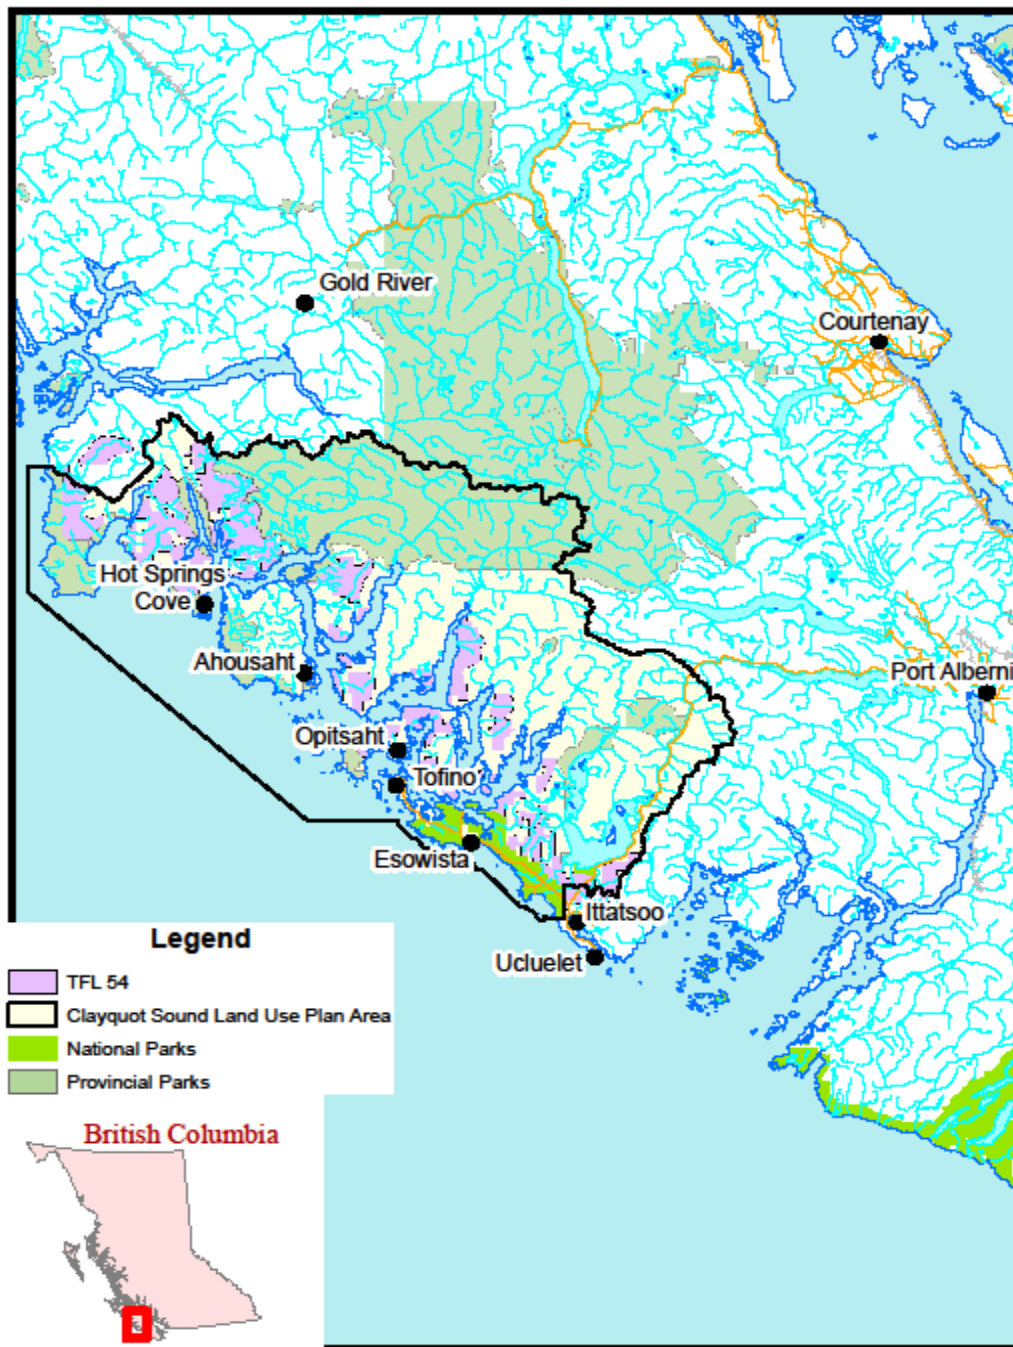 Gold River
Courtenay
Hot Springs
Cove
Ahousaht
Port Alberni
Opitsaht
Tofino
Esowista
Ittatsoo
Ucluelet
Legend
TFL 54
Clayquot Sound Land Use Plan Area
National Parks
Provincial Parks
British Columbia